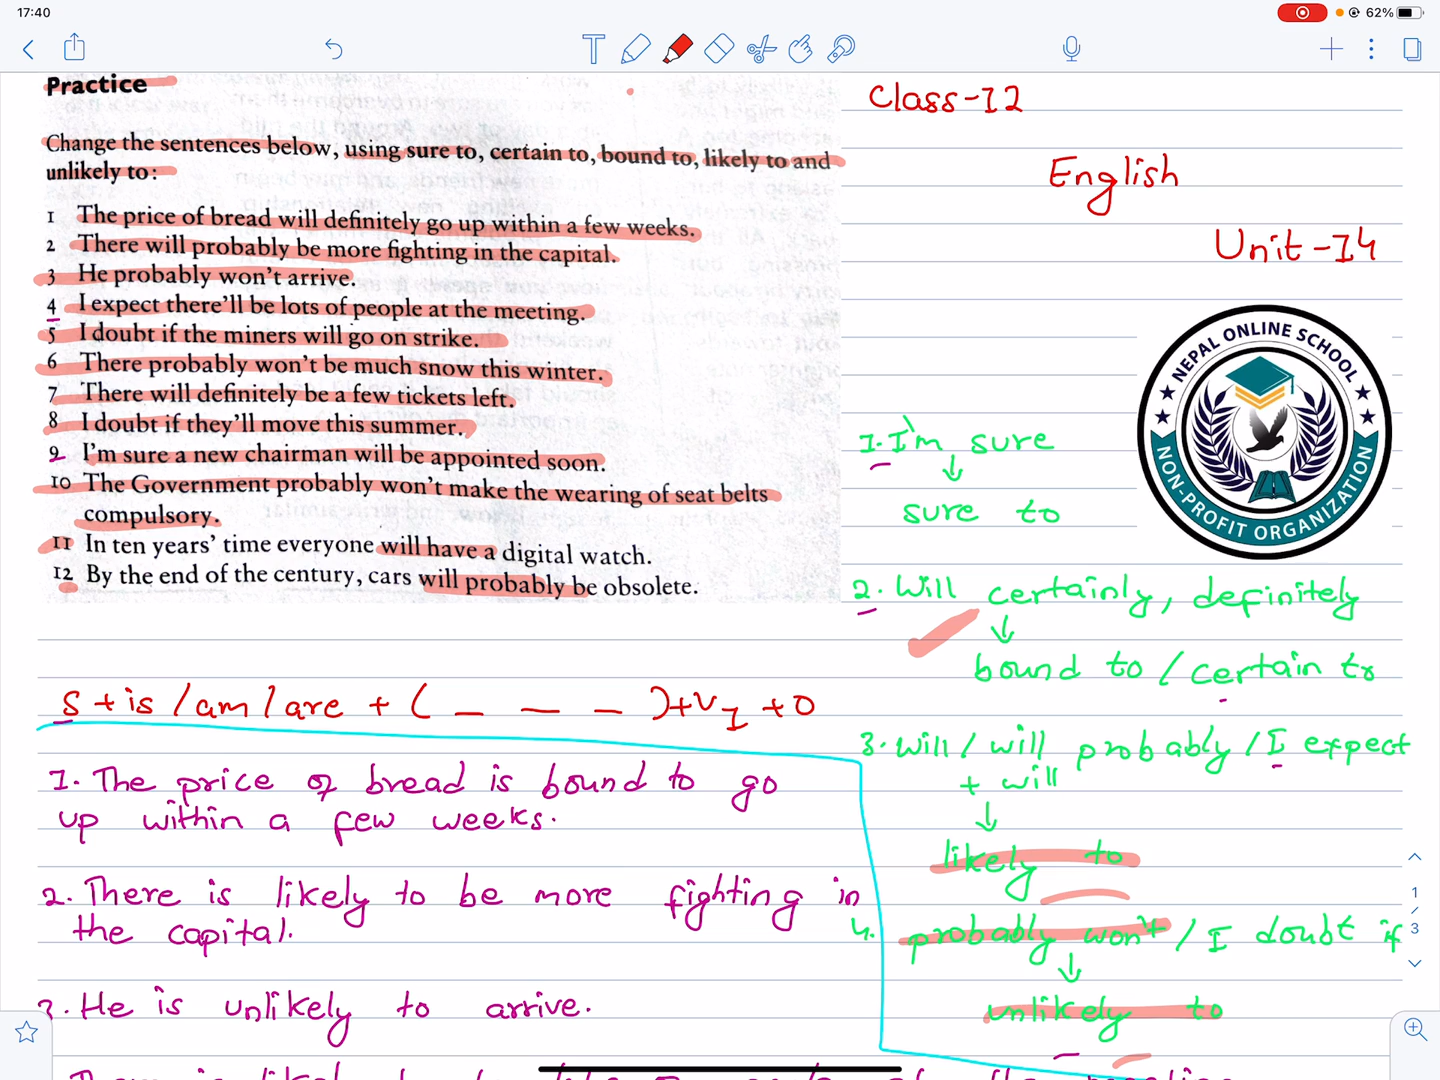 17:40
62%
Practice
Change the sentences below, using sure to, certain to, bound to, likely to and
unlikely to:
1 The price of bread will definitely go up within a few weeks.
2 There will probably be more fighting in the capital.
3 He probably won't arrive.
4 I expect there'll be lots of people at the meeting.
5 I doubt if the miners will go on strike.
6 There probably won't be much snow this winter.
7 There will definitely be a few tickets left.
8 I doubt if they'll move this summer.
9 I'm sure a new chairman will be appointed soon.
10 The Government probably won't make the wearing of seat belts
compulsory.
11 In ten years' time everyone will have a digital watch.
12 By the end of the century, cars will probably be obsolete.
Class-12
English
Unit-14
NEPAL ONLINE SCHOOL
NON-PROFIT ORGANIZATION
1. I'm sure
↓
sure to
2. Will certainly, definitely
↓
bound to / certain to
3. will / will probably / I expect
+ will
↓
likely to
4. probably won't / I doubt if
↓
unlikely to
S + is / am / are + ( _ _ _ ) + V1 + O
1. The price of bread is bound to go
up within a few weeks.
2. There is likely to be more fighting in
the capital.
3. He is unlikely to arrive.
1
/
3